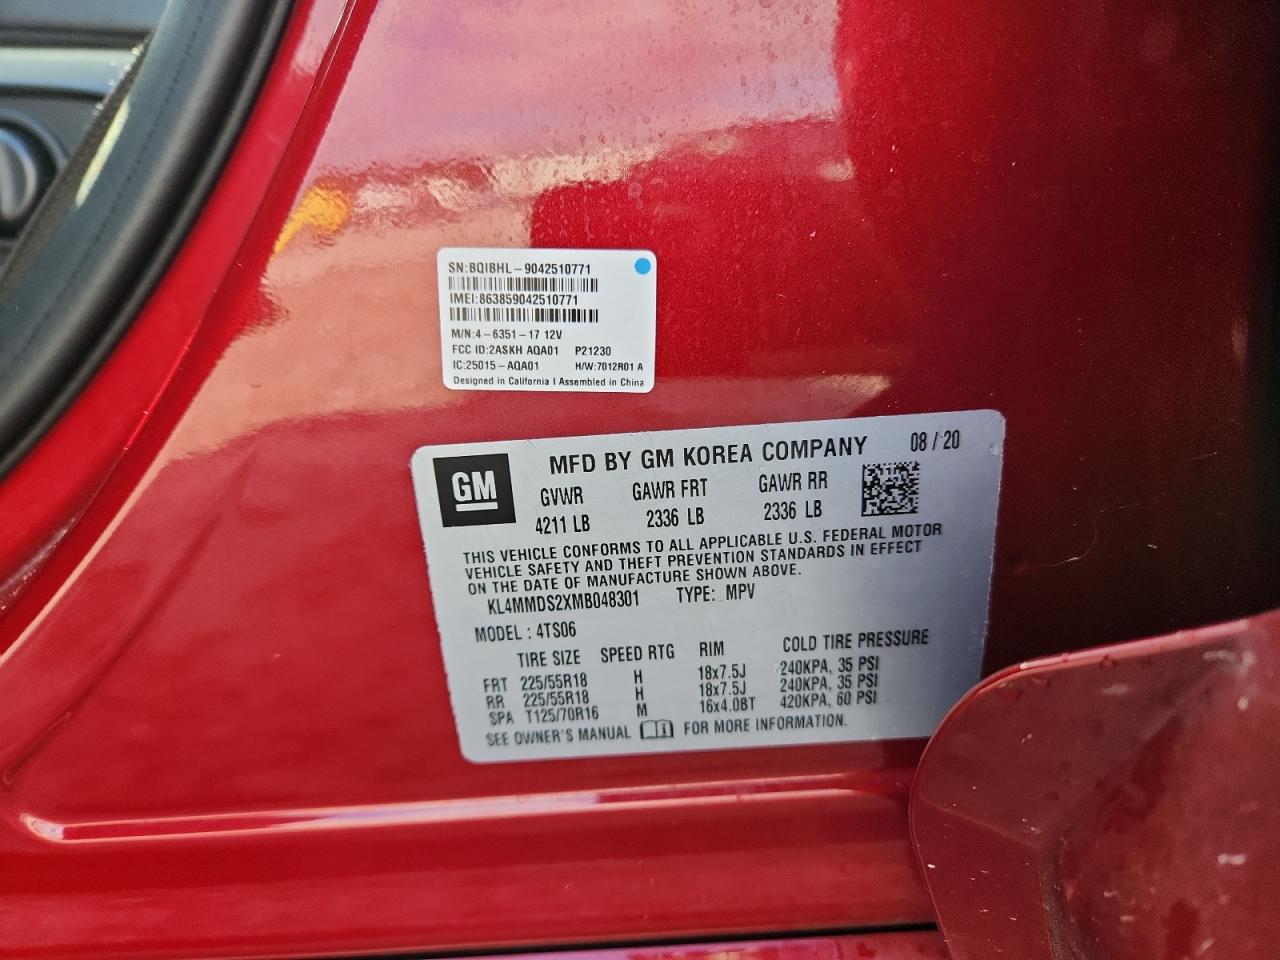 SN:BQIBHL-9042510771
IMEI:863859042510771
M/N:4-6351-17 12V
FCC ID:2ASKH AQA01 P21230
IC:25015-AQA01 H/W:7012R01 A
Designed in California I Assembled in China
GM
MFD BY GM KOREA COMPANY 08/20
GVWR GAWR FRT GAWR RR
4211 LB 2336 LB 2336 LB
THIS VEHICLE CONFORMS TO ALL APPLICABLE U.S. FEDERAL MOTOR
VEHICLE SAFETY AND THEFT PREVENTION STANDARDS IN EFFECT
ON THE DATE OF MANUFACTURE SHOWN ABOVE.
KL4MMDS2XMB048301 TYPE: MPV
MODEL : 4TS06
TIRE SIZE SPEED RTG RIM COLD TIRE PRESSURE
FRT 225/55R18 H 18x7.5J 240KPA, 35 PSI
RR 225/55R18 H 18x7.5J 240KPA, 35 PSI
SPA T125/70R16 M 16x4.0BT 420KPA, 60 PSI
SEE OWNER'S MANUAL FOR MORE INFORMATION.